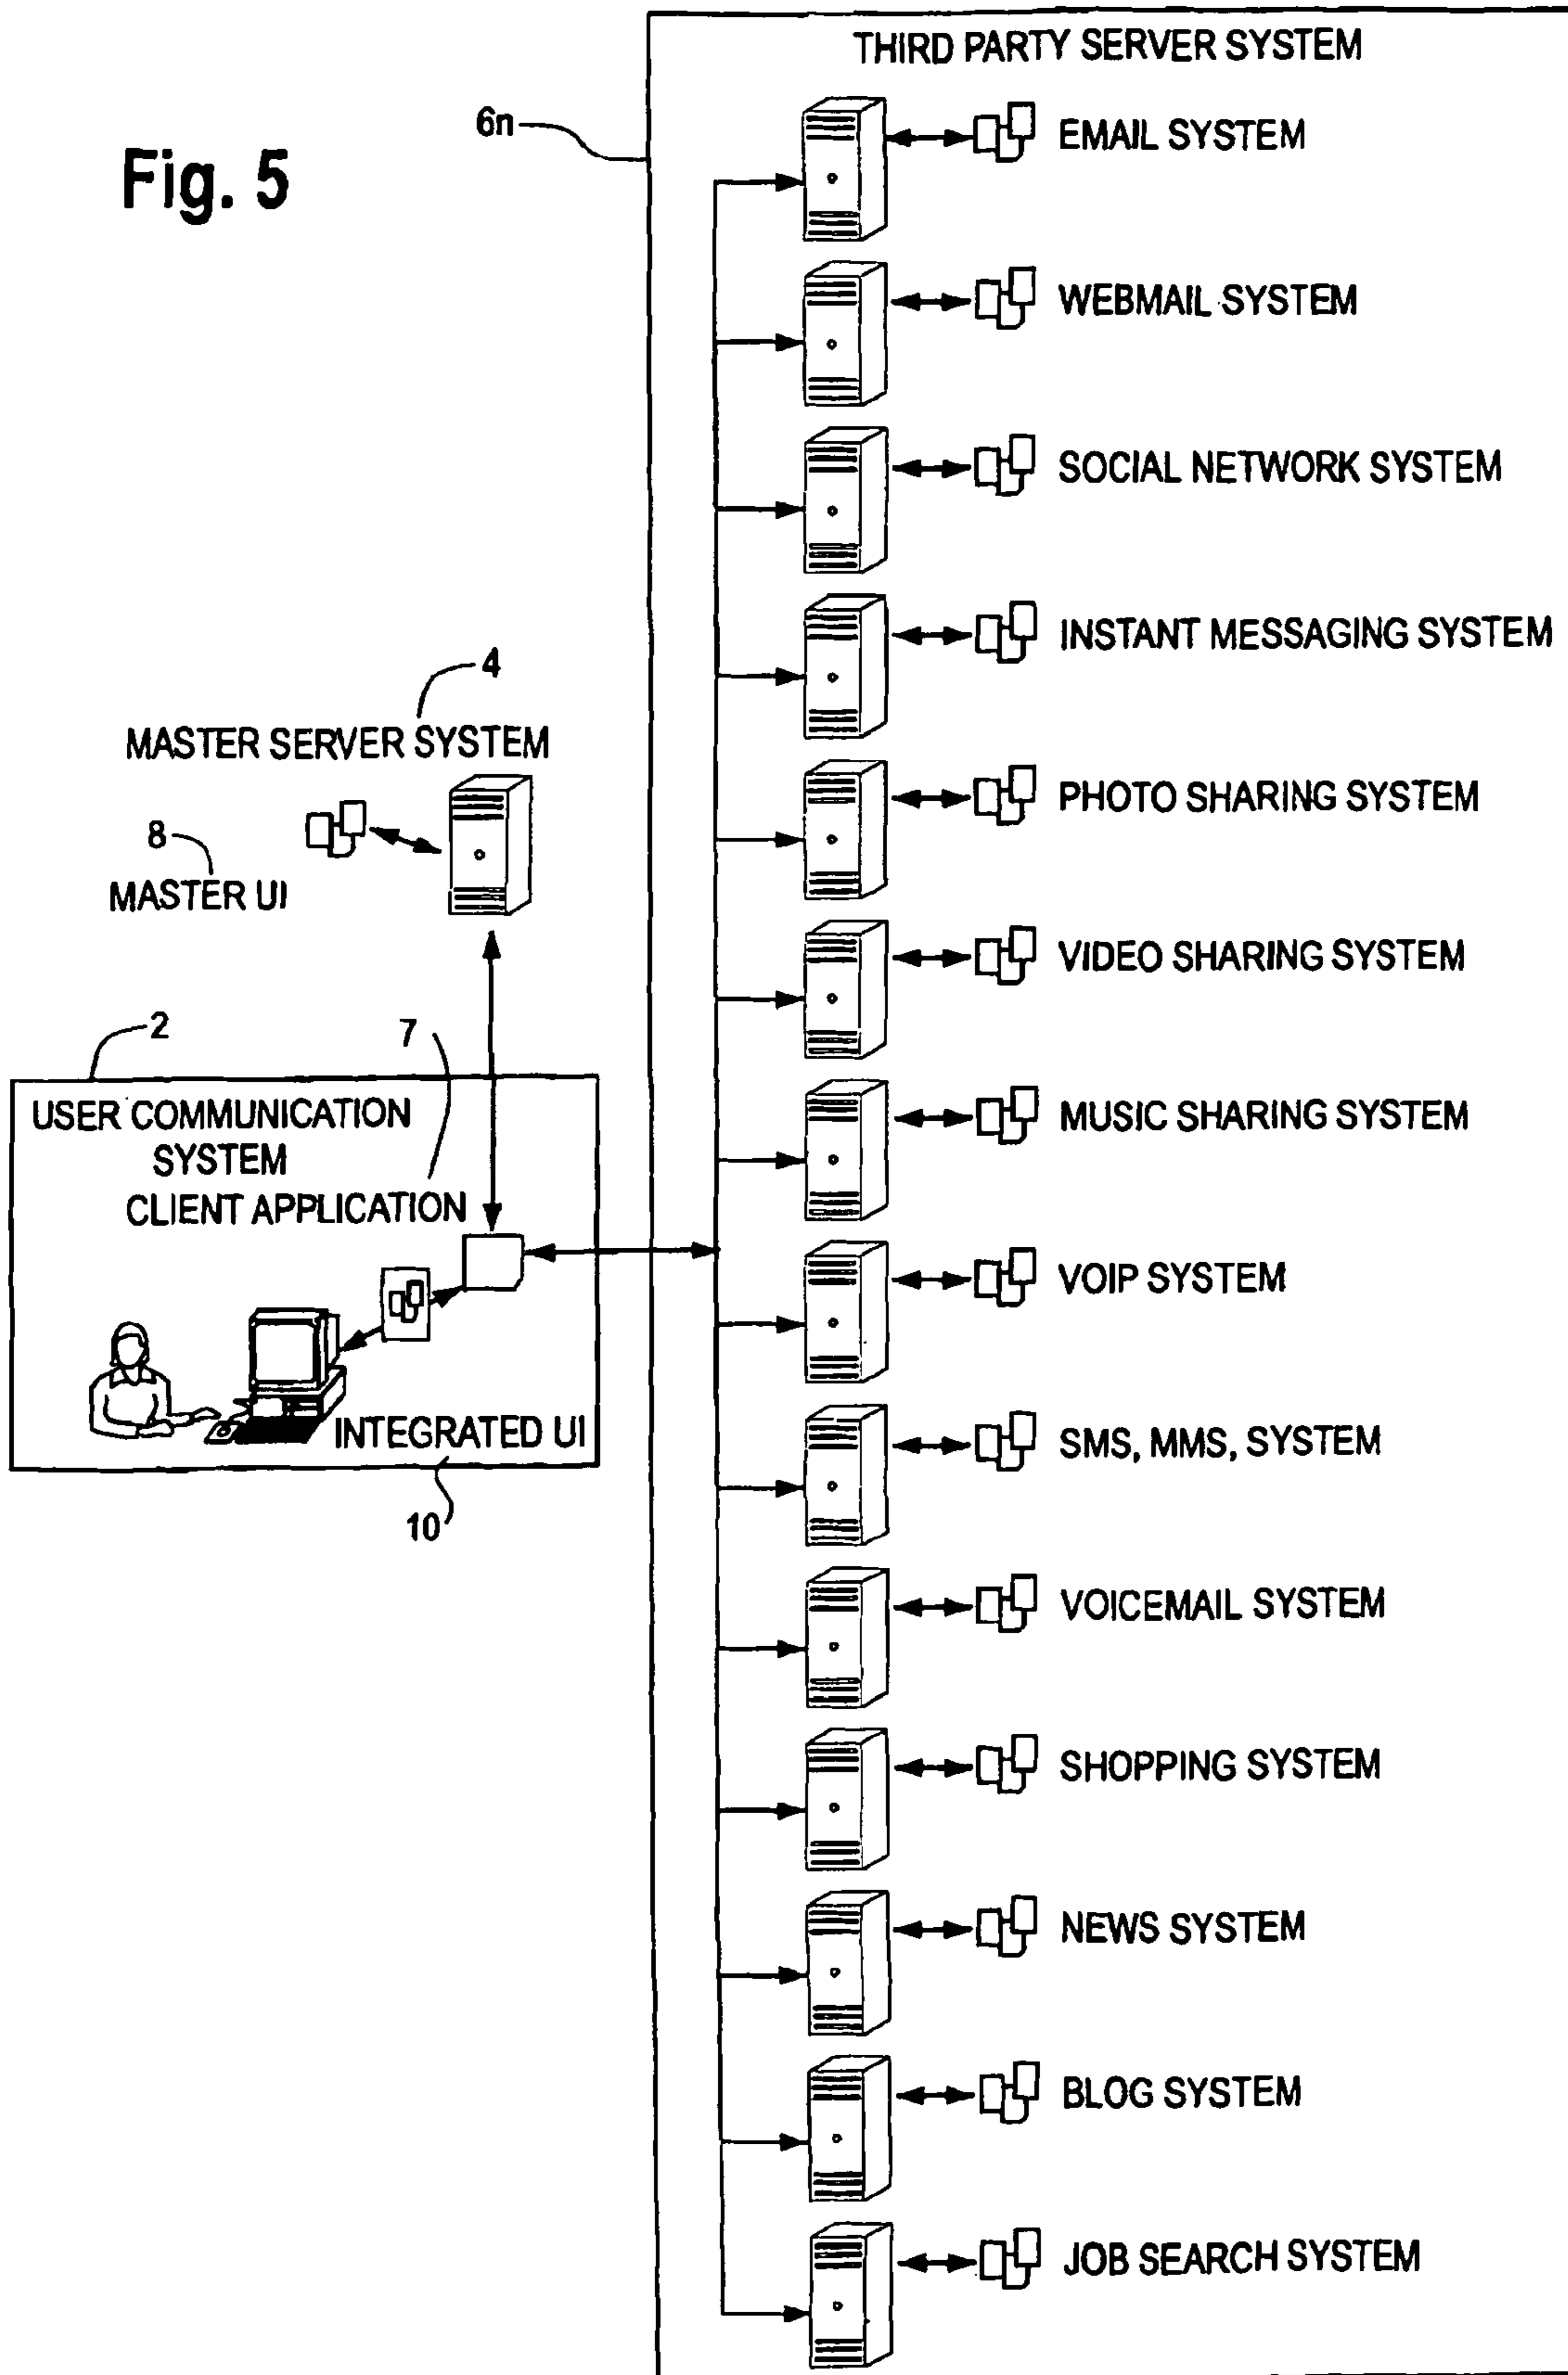 Fig. 5
THIRD PARTY SERVER SYSTEM
6n
EMAIL SYSTEM
WEBMAIL SYSTEM
SOCIAL NETWORK SYSTEM
INSTANT MESSAGING SYSTEM
PHOTO SHARING SYSTEM
VIDEO SHARING SYSTEM
MUSIC SHARING SYSTEM
VOIP SYSTEM
SMS, MMS, SYSTEM
VOICEMAIL SYSTEM
SHOPPING SYSTEM
NEWS SYSTEM
BLOG SYSTEM
JOB SEARCH SYSTEM
4
MASTER SERVER SYSTEM
8
MASTER UI
2
7
USER COMMUNICATION
SYSTEM
CLIENT APPLICATION
INTEGRATED UI
10